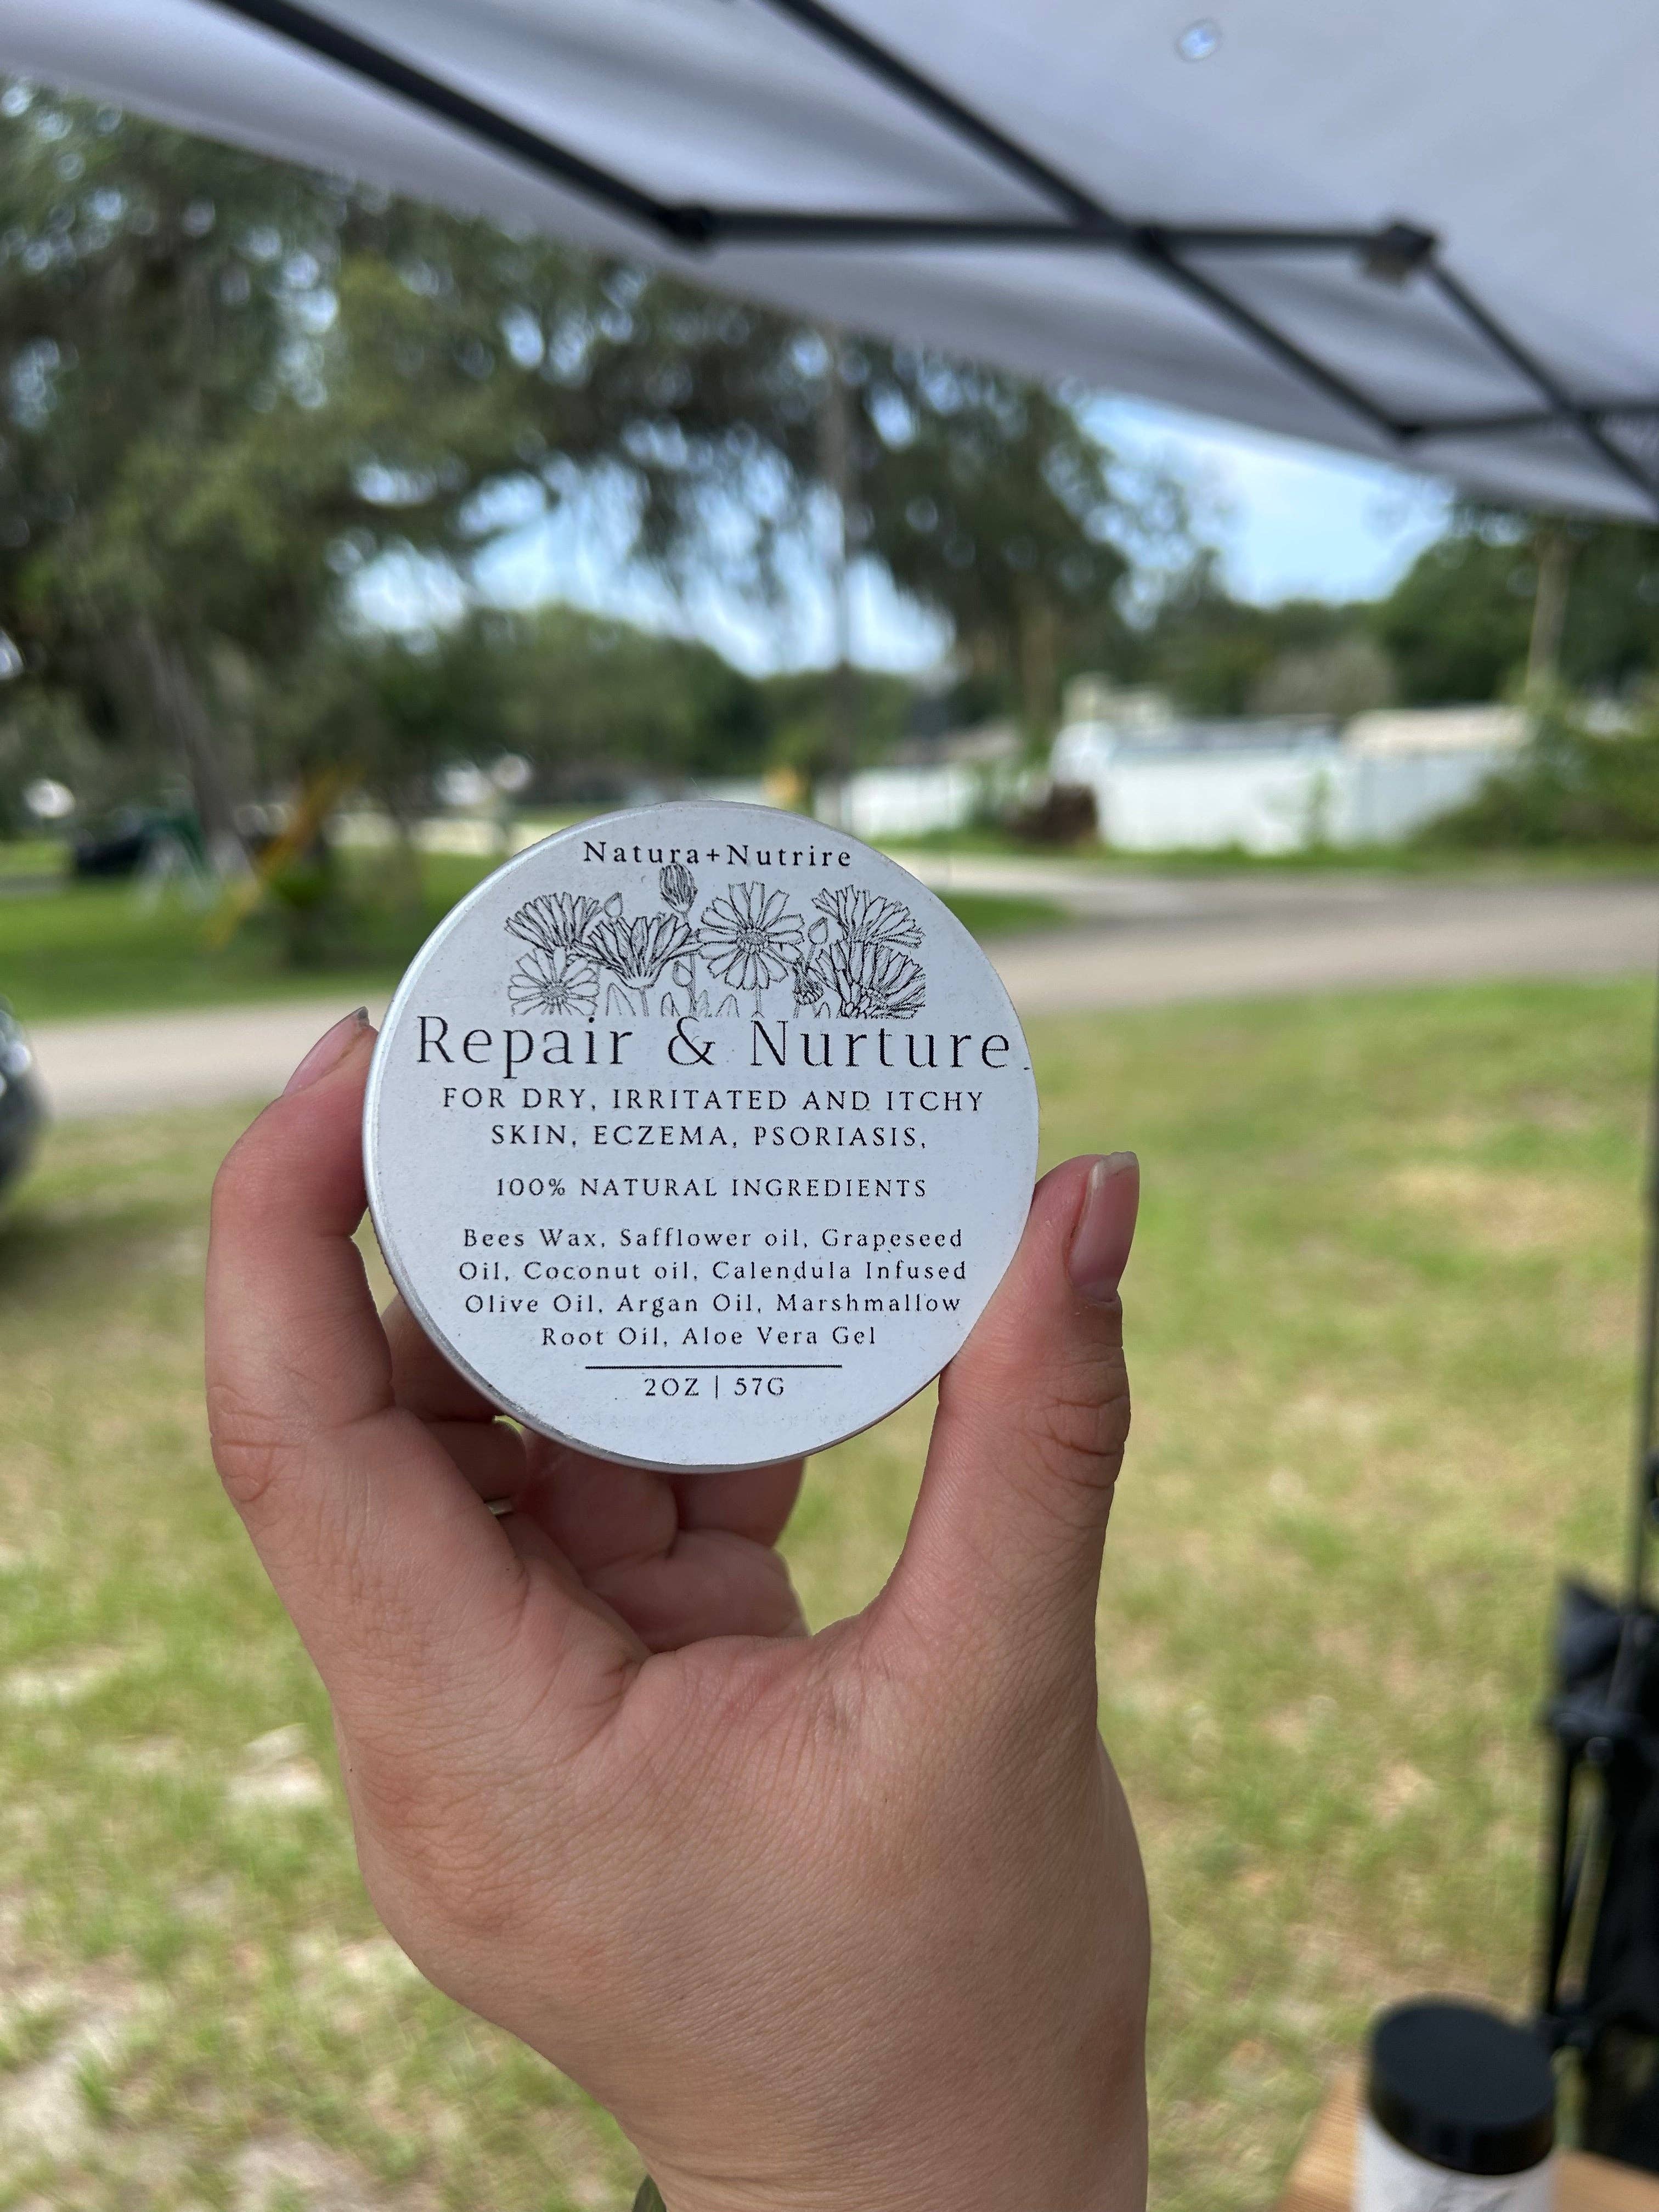 Natura+Nutrire
Repair & Nurture
FOR DRY, IRRITATED AND ITCHY
SKIN, ECZEMA, PSORIASIS,
100% NATURAL INGREDIENTS
Bees Wax, Safflower oil, Grapeseed
Oil, Coconut oil, Calendula Infused
Olive Oil, Argan Oil, Marshmallow
Root Oil, Aloe Vera Gel
2OZ | 57G